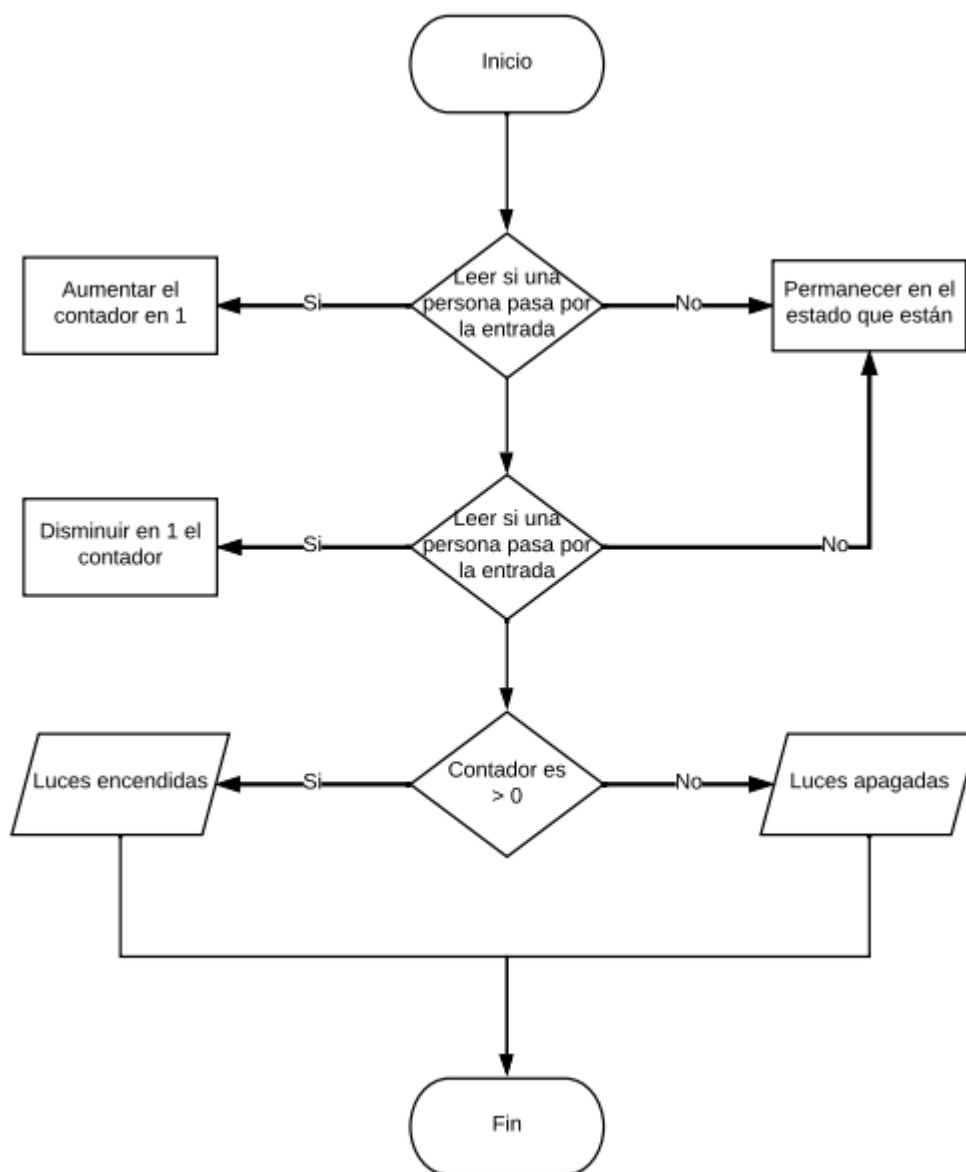 Inicio
Leer si una
persona pasa por
la entrada
Si
No
Aumentar el
contador en 1
Permanecer en el
estado que están
Leer si una
persona pasa por
la entrada
Si
No
Disminuir en 1 el
contador
Contador es
> 0
Si
No
Luces encendidas
Luces apagadas
Fin